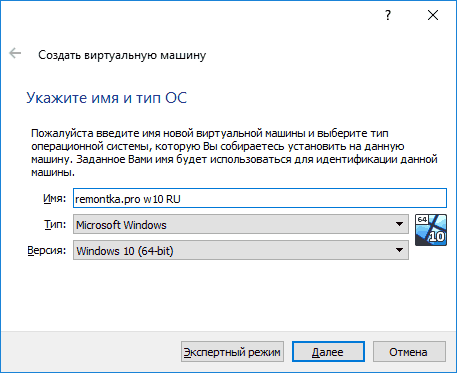 ?
Создать виртуальную машину
Укажите имя и тип ОС
Пожалуйста введите имя новой виртуальной машины и выберите тип
операционной системы, которую Вы собираетесь установить на данную
машину. Заданное Вами имя будет использоваться для идентификации данной
машины.
Имя: remontka.pro w10 RU
Тип: Microsoft Windows 64
Версия: Windows 10 (64-bit) 10
Экспертный режим Далее Отмена